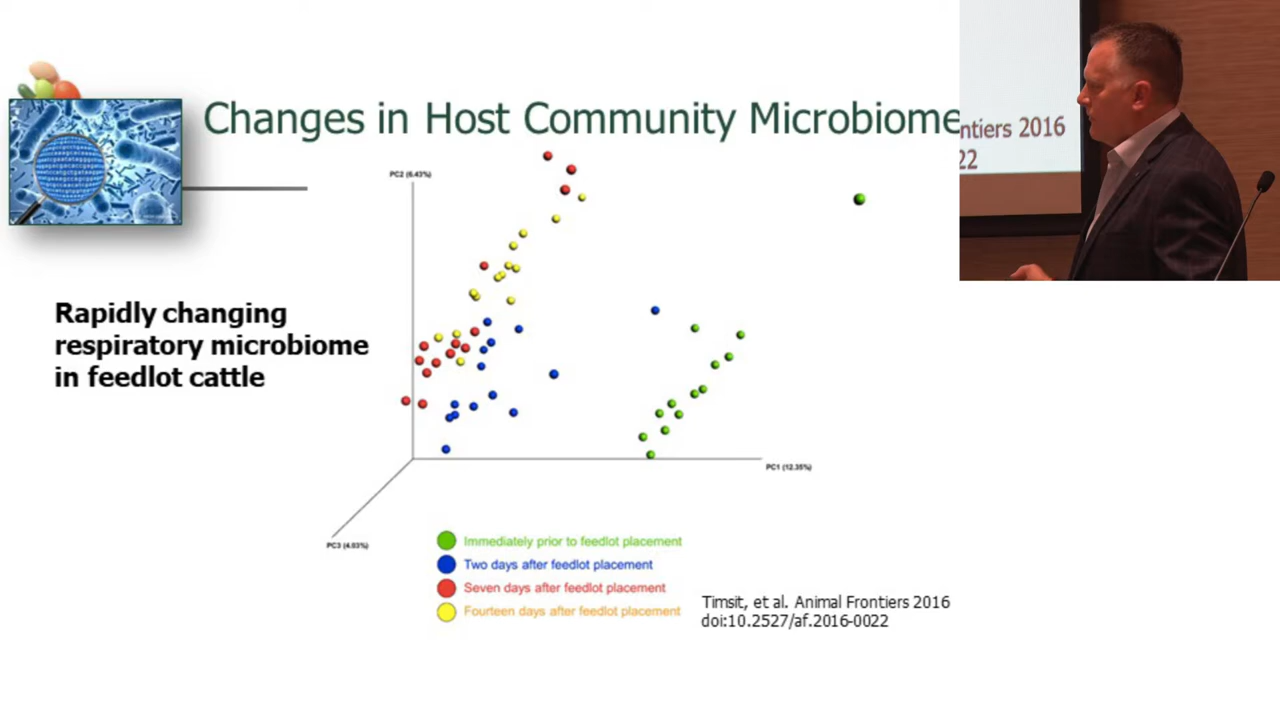 Changes in Host Community Microbiome
ntiers 2016
22
PC2 (6.43%)
Rapidly changing
respiratory microbiome
in feedlot cattle
PC1 (12.35%)
PC3 (4.03%)
Immediately prior to feedlot placement
Two days after feedlot placement
Seven days after feedlot placement
Fourteen days after feedlot placement
Timsit, et al. Animal Frontiers 2016
doi:10.2527/af.2016-0022